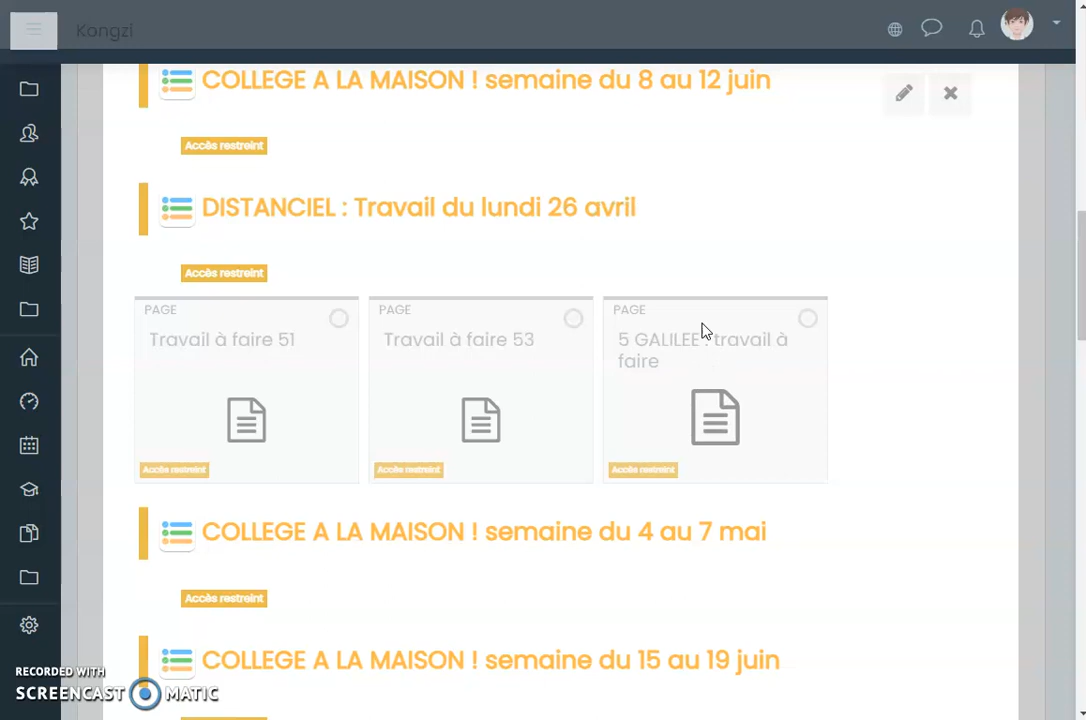 Kongzi
COLLEGE A LA MAISON ! semaine du 8 au 12 juin
Accès restreint
DISTANCIEL : Travail du lundi 26 avril
Accès restreint
PAGE
Travail à faire 51
Accès restreint
PAGE
Travail à faire 53
Accès restreint
PAGE
5 GALILEE : travail à
faire
Accès restreint
COLLEGE A LA MAISON ! semaine du 4 au 7 mai
Accès restreint
COLLEGE A LA MAISON ! semaine du 15 au 19 juin
RECORDED WITH
SCREENCAST MATIC